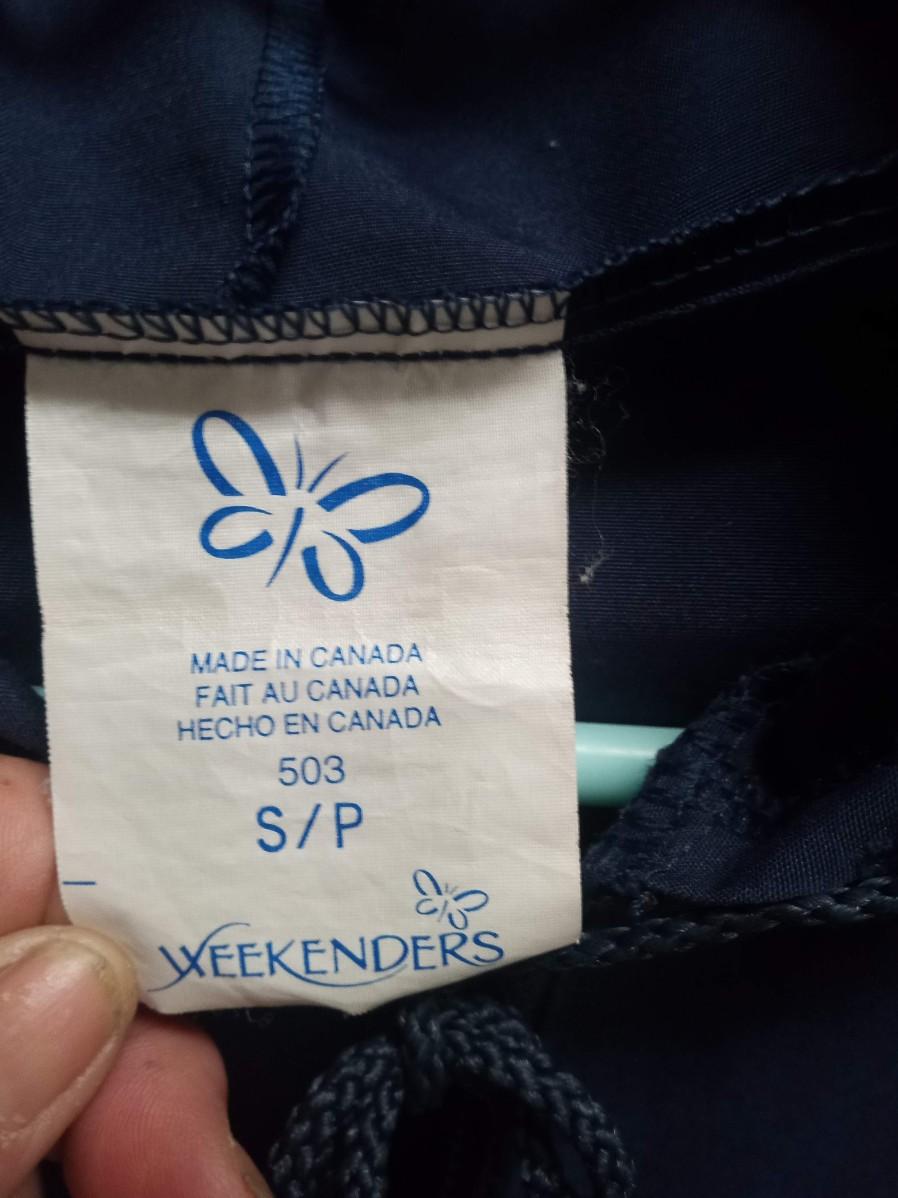 MADE IN CANADA
FAIT AU CANADA
HECHO EN CANADA
503
S/P
WEEKENDERS